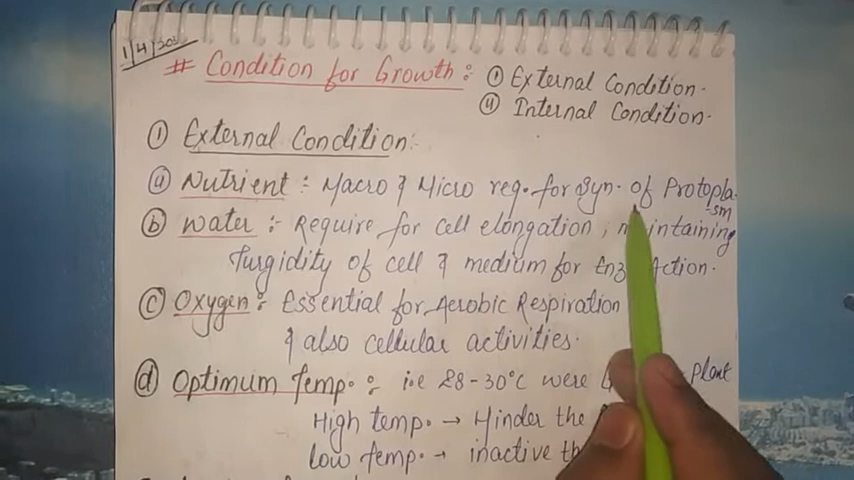 1/4/20
# Condition for Growth :- ① External Condition.
② Internal Condition.
① External Condition :-
ⓐ Nutrient :- Macro & Micro req. for syn. of Protopla-
-sm
ⓑ Water :- Require for cell elongation, maintaining
Turgidity of cell & medium for Action.
ⓒ Oxygen :- Essential for Aerobic Respiration
& also cellular activities.
ⓓ Optimum Temp. :- i.e 28-30°C were plant
High temp. → Hinder the
Low temp. → inactive